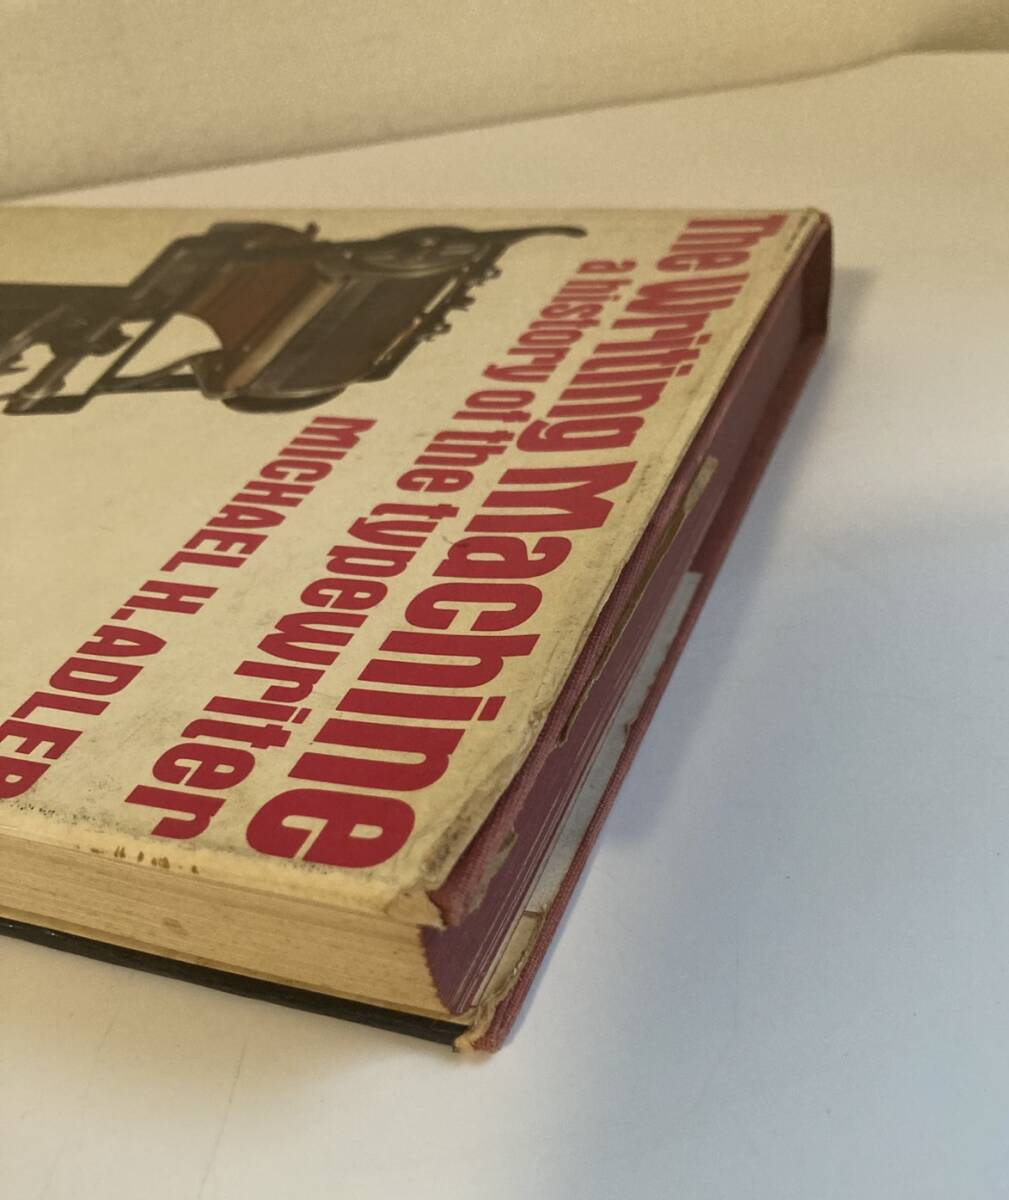 The Writing Machine
a history of the typewriter
MICHAEL H. ADLER